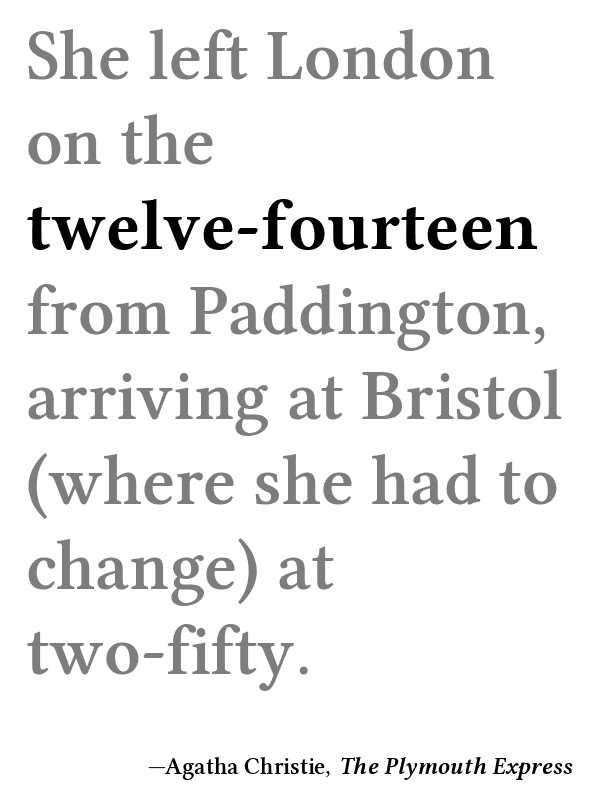 She left London
on the
twelve-fourteen
from Paddington,
arriving at Bristol
(where she had to
change) at
two-fifty.
—Agatha Christie, The Plymouth Express